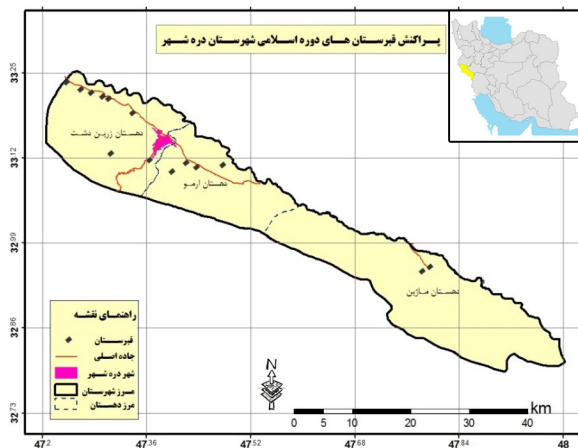 پراکنش قبرستان های دوره اسلامی شهرستان دره شهر
33.25
33.12
32.99
32.86
32.73
دهستان زرین دشت
دهستان ارمو
دهستان ماژین
راهنمای نقشه
قبرستان
جاده اصلی
شهر دره شهر
مرز شهرستان
مرز دهستان
N
km
0 5 10 20 30 40
47.2 47.36 47.52 47.68 47.84 48